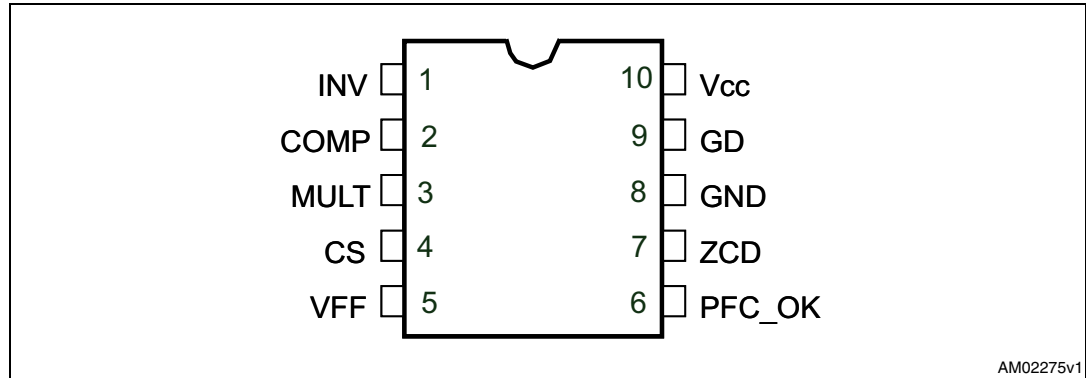 INV 1 10 Vcc
COMP 2 9 GD
MULT 3 8 GND
CS 4 7 ZCD
VFF 5 6 PFC_OK
AM02275v1